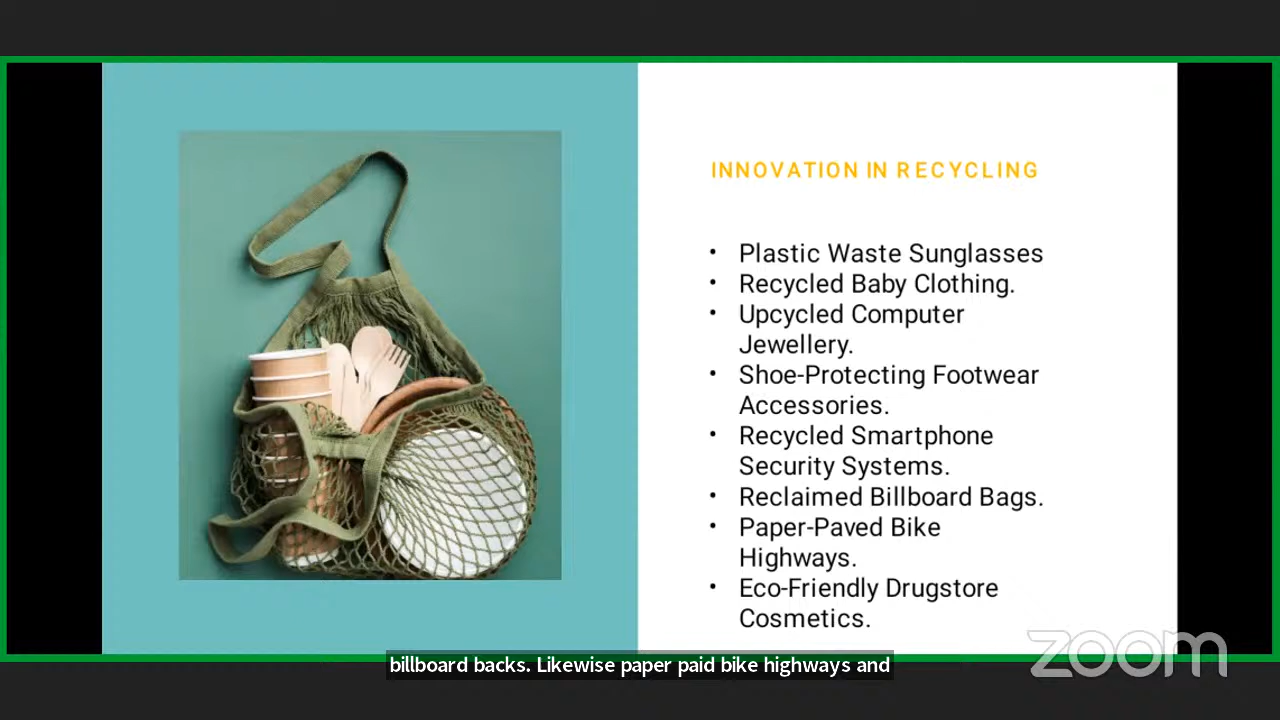 INNOVATION IN RECYCLING
• Plastic Waste Sunglasses
• Recycled Baby Clothing.
• Upcycled Computer
Jewellery.
• Shoe-Protecting Footwear
Accessories.
• Recycled Smartphone
Security Systems.
• Reclaimed Billboard Bags.
• Paper-Paved Bike
Highways.
• Eco-Friendly Drugstore
Cosmetics.
zoom
billboard backs. Likewise paper paid bike highways and